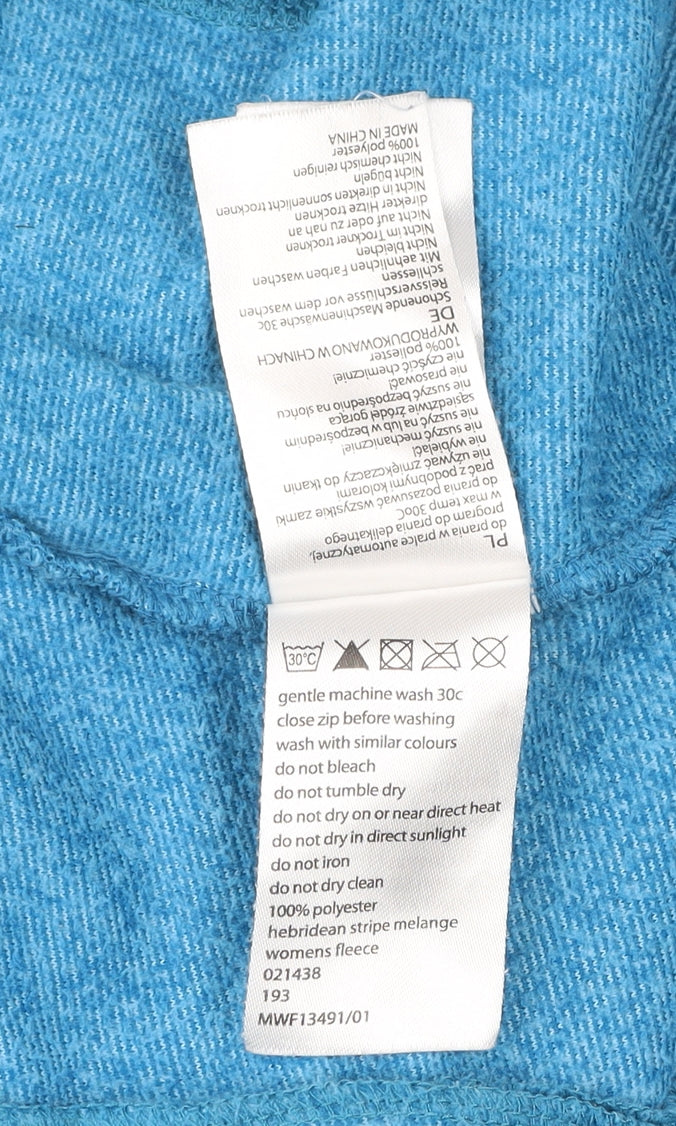 30°C
gentle machine wash 30c
close zip before washing
wash with similar colours
do not bleach
do not tumble dry
do not dry on or near direct heat
do not dry in direct sunlight
do not iron
do not dry clean
100% polyester
hebridean stripe melange
womens fleece
021438
193
MWF13491/01
PL
do prania w pralce automatycznej,
program do prania delikatnego
w max temp 30oC
do prania pozasuwać wszystkie zamki
prać z podobnymi kolorami
nie używać zmiękczaczy do tkanin
nie wybielać!
nie suszyć mechanicznie!
nie suszyć na lub w bezpośrednim
sąsiedztwie źródeł gorąca
nie suszyć bezpośrednio na słońcu
nie prasować!
nie czyścić chemicznie!
100% poliester
WYPRODUKOWANO W CHINACH
DE
Schonende Maschinenwäsche 30c
Reissverschlüsse vor dem waschen
schliessen
Mit aehnlichen Farben waschen
Nicht bleichen
Nicht im Trockner trocknen
Nicht auf oder zu nah an
direkter Hitze trocknen
Nicht in direkten sonnenlicht trocknen
Nicht bügeln
Nicht chemisch reinigen
100% polyester
MADE IN CHINA